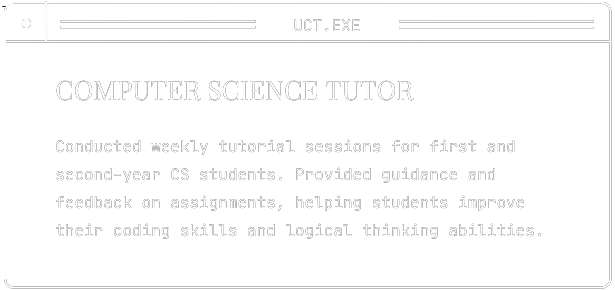 UCT.EXE
COMPUTER SCIENCE TUTOR
Conducted weekly tutorial sessions for first and
second-year CS students. Provided guidance and
feedback on assignments, helping students improve
their coding skills and logical thinking abilities.